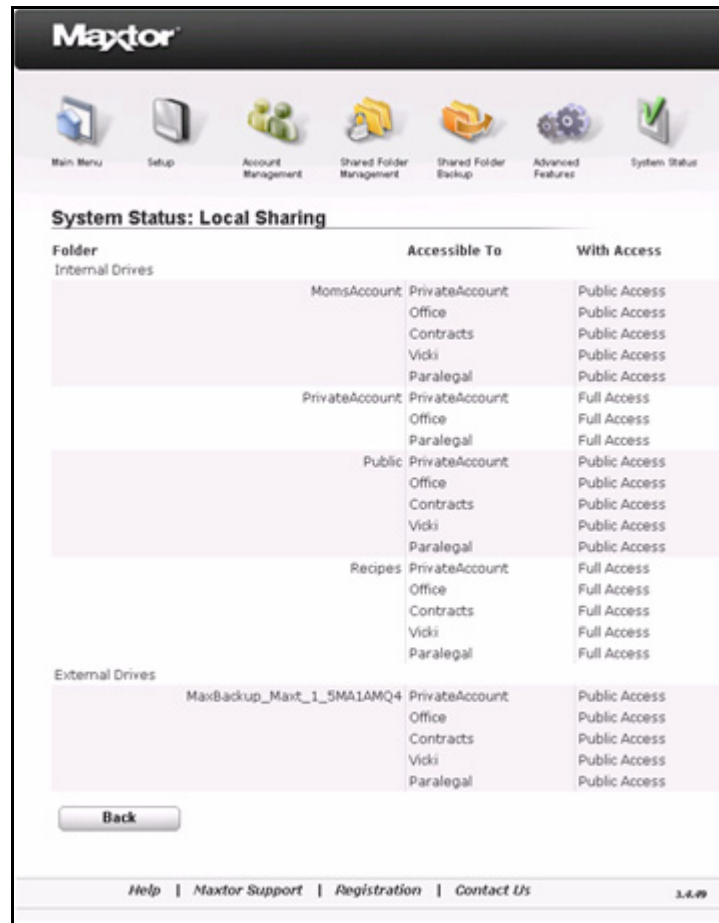 Maxtor
Main Menu
Setup
Account Management
Shared Folder Management
Shared Folder Backup
Advanced Features
System Status
System Status: Local Sharing
Folder Accessible To With Access
Internal Drives
MomsAccount PrivateAccount Public Access
Office Public Access
Contracts Public Access
Vicki Public Access
Paralegal Public Access
PrivateAccount PrivateAccount Full Access
Office Full Access
Paralegal Full Access
Public PrivateAccount Public Access
Office Public Access
Contracts Public Access
Vicki Public Access
Paralegal Public Access
Recipes PrivateAccount Full Access
Office Full Access
Contracts Full Access
Vicki Full Access
Paralegal Full Access
External Drives
MaxBackup_Maxt_1_5MA1AMQ4 PrivateAccount Public Access
Office Public Access
Contracts Public Access
Vicki Public Access
Paralegal Public Access
Back
Help | Maxtor Support | Registration | Contact Us 3.4.49